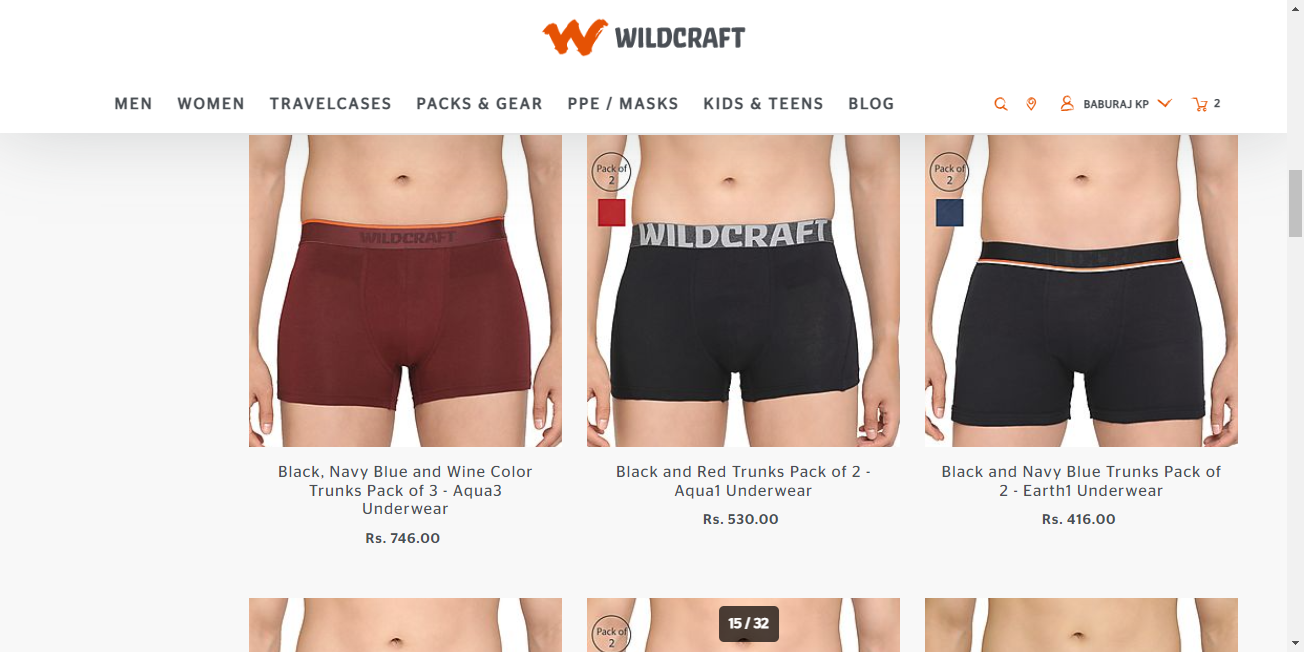 WILDCRAFT
MEN WOMEN TRAVELCASES PACKS & GEAR PPE / MASKS KIDS & TEENS BLOG
BABURAJ KP 2
WILDCRAFT
Pack of
2
WILDCRAFT
Pack of
2
Black, Navy Blue and Wine Color
Trunks Pack of 3 - Aqua3
Underwear
Rs. 746.00
Black and Red Trunks Pack of 2 -
Aqua1 Underwear
Rs. 530.00
Black and Navy Blue Trunks Pack of
2 - Earth1 Underwear
Rs. 416.00
Pack of
2
15 / 32